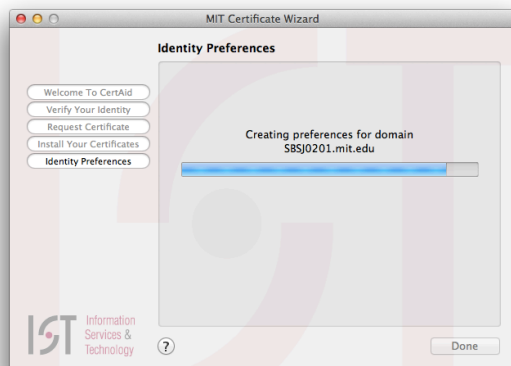 MIT Certificate Wizard
Identity Preferences
Welcome To CertAid
Verify Your Identity
Request Certificate
Install Your Certificates
Identity Preferences
Creating preferences for domain
SBSJ0201.mit.edu
IST
Information
Services &
Technology
?
Done